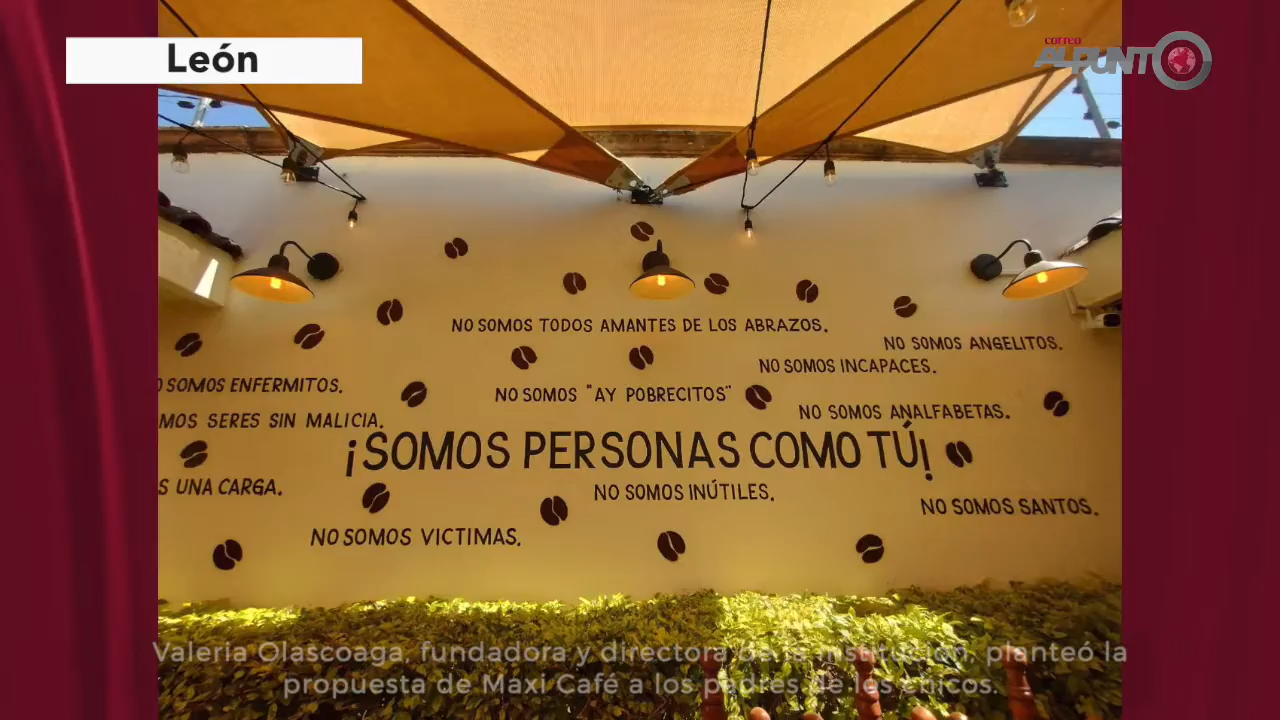 León
CORREO
AL PUNTO
NO SOMOS TODOS AMANTES DE LOS ABRAZOS.
NO SOMOS ANGELITOS.
NO SOMOS INCAPACES.
SOMOS ENFERMITOS.
NO SOMOS "AY POBRECITOS"
NO SOMOS ANALFABETAS.
MOS SERES SIN MALICIA.
¡SOMOS PERSONAS COMO TÚ!
S UNA CARGA.
NO SOMOS INÚTILES.
NO SOMOS SANTOS.
NO SOMOS VICTIMAS.
Valeria Olascoaga, fundadora y directora de la institución, planteó la
propuesta de Maxi Café a los padres de los chicos.